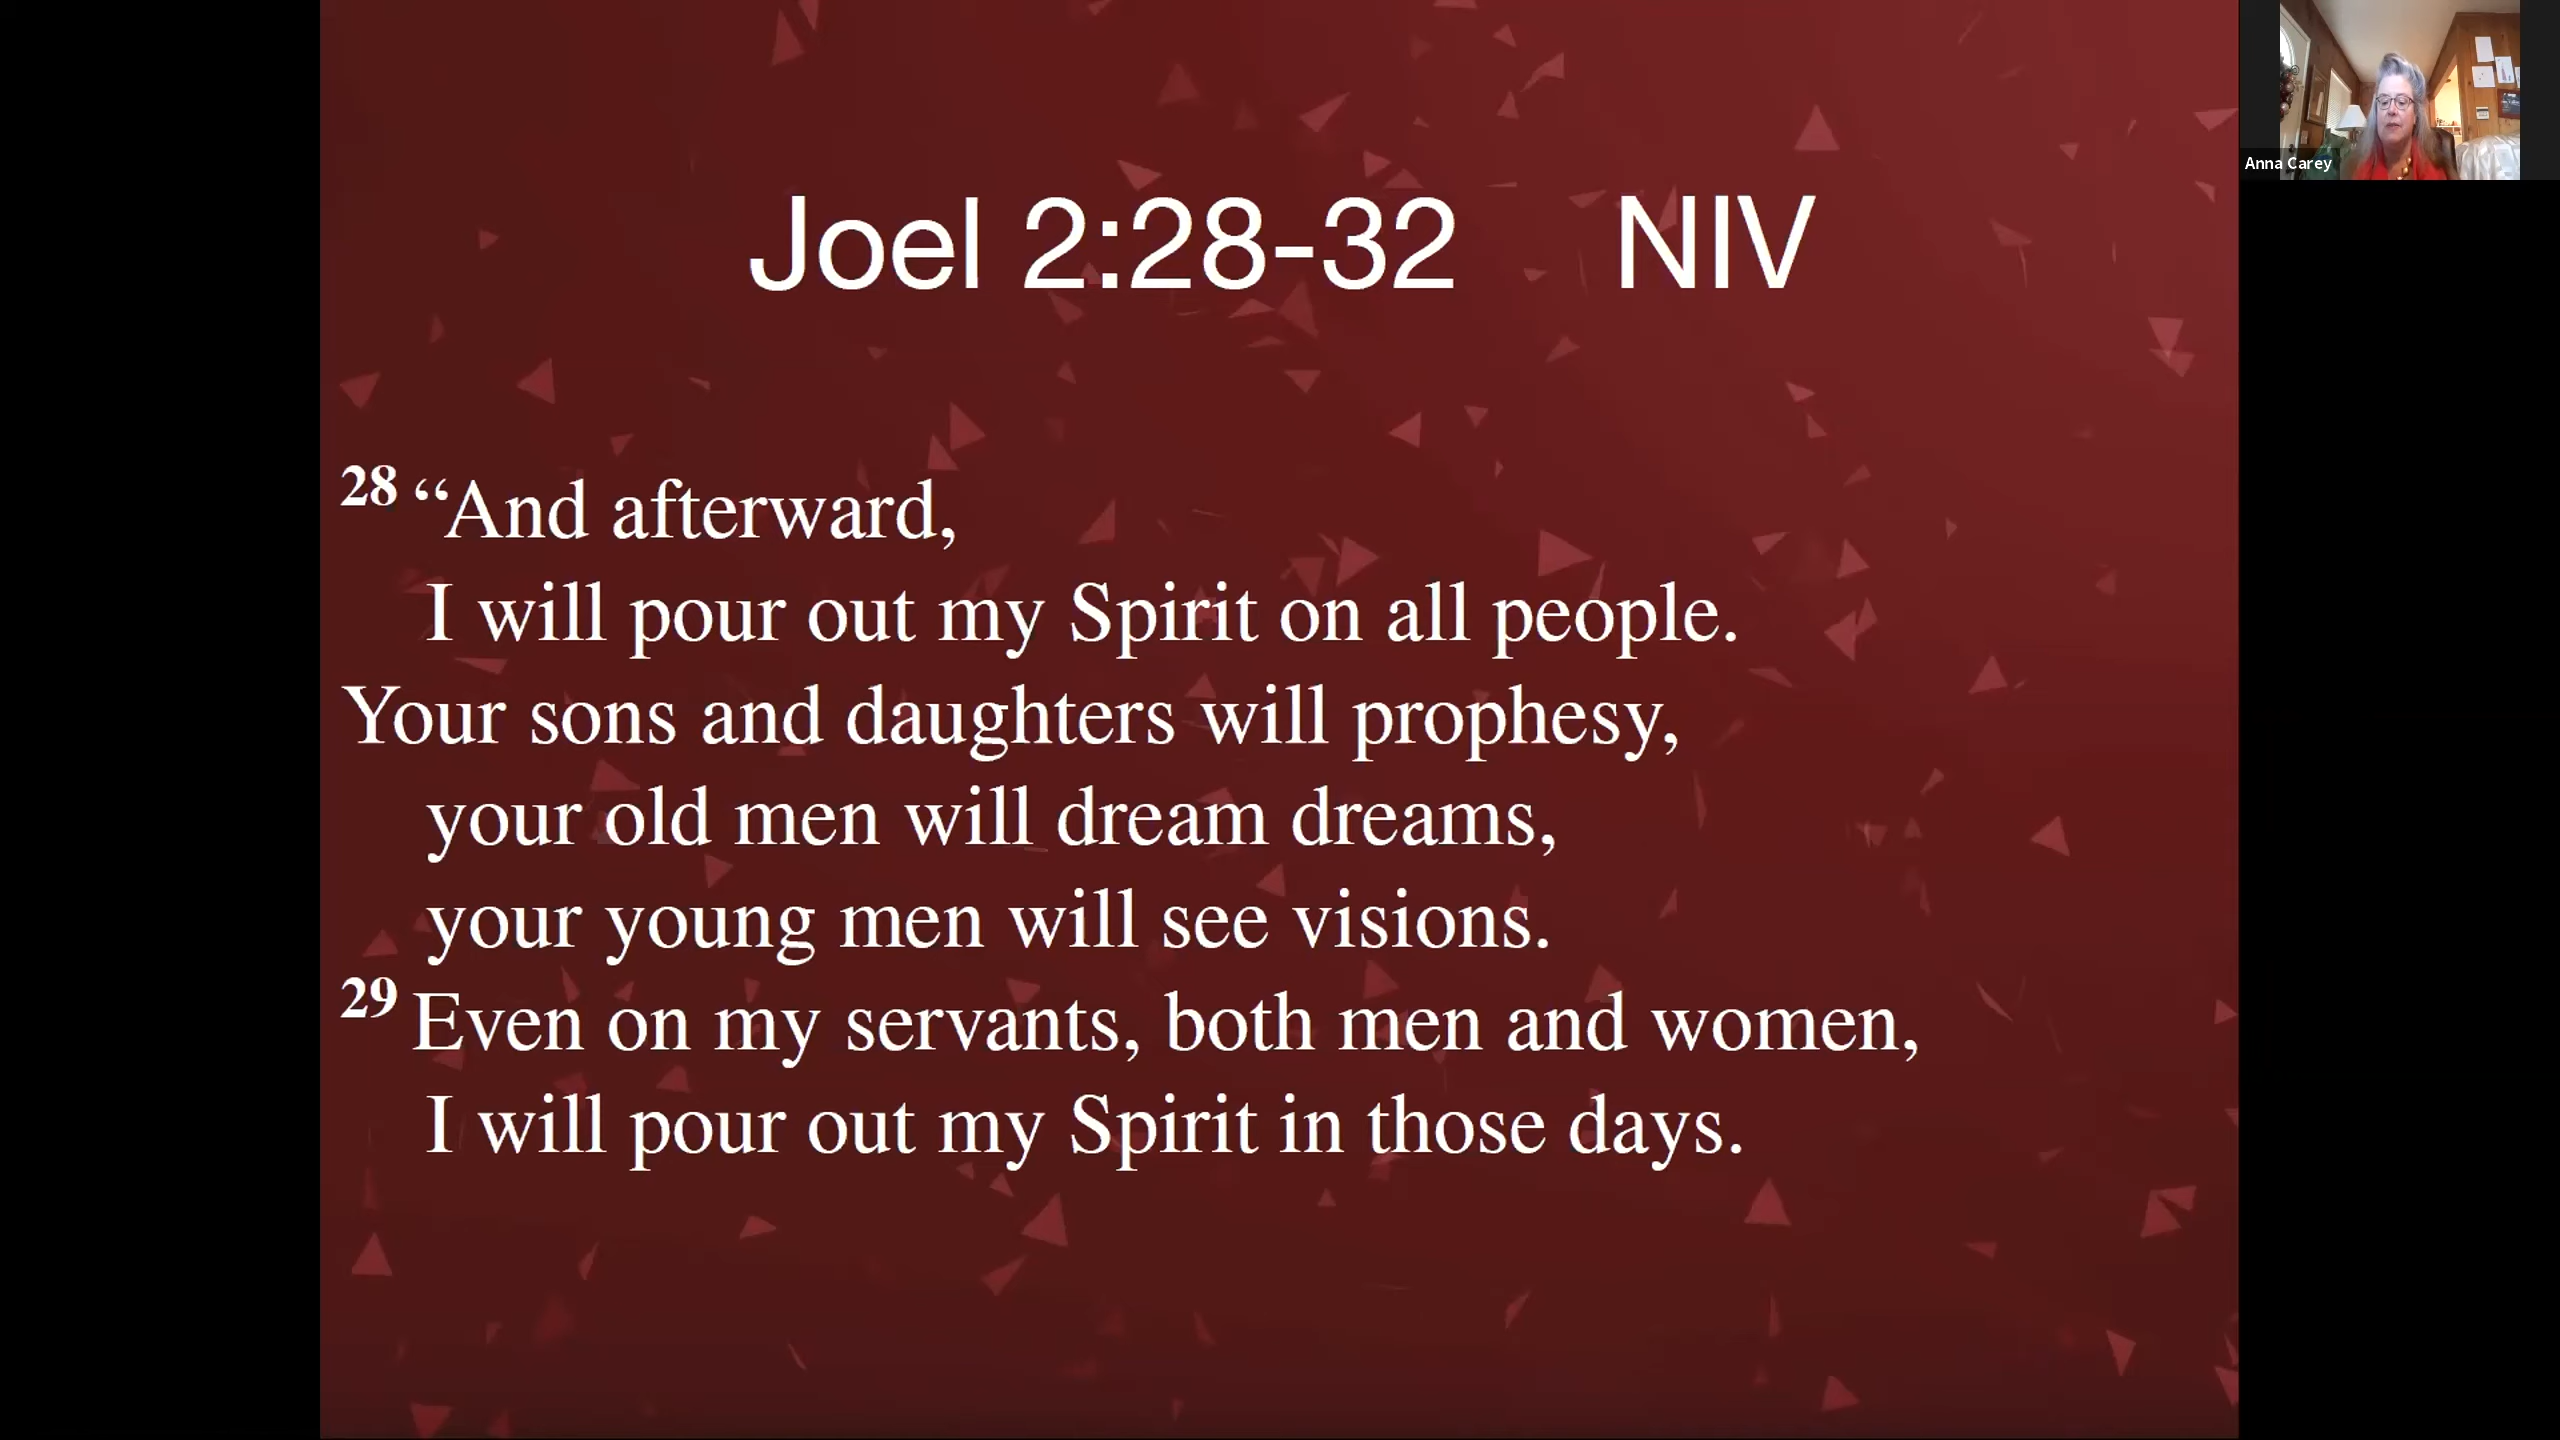 Joel 2:28-32 NIV
28 “And afterward,
I will pour out my Spirit on all people.
Your sons and daughters will prophesy,
your old men will dream dreams,
your young men will see visions.
29 Even on my servants, both men and women,
I will pour out my Spirit in those days.
Anna Carey